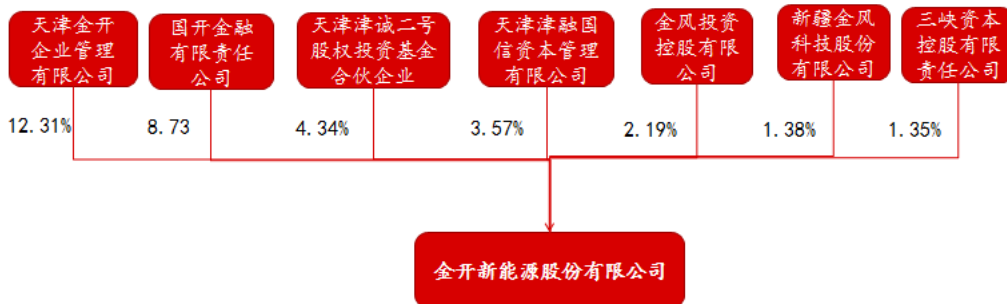 天津金开
企业管理
有限公司
国开金融
有限责任
公司
天津津诚二号
股权投资基金
合伙企业
天津津融国
信资本管理
有限公司
金风投资
控股有限
公司
新疆金风
科技股份
有限公司
三峡资本
控股有限
责任公司
12.31%
8.73
4.34%
3.57%
2.19%
1.38%
1.35%
金开新能源股份有限公司